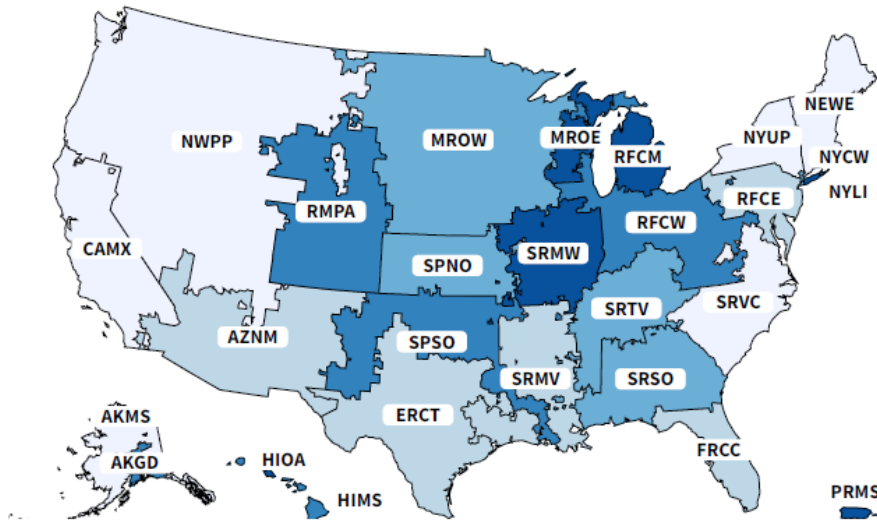 NEWE
NWPP
MROW
MROE
NYUP
RFCM
NYCW
NYLI
RFCE
RMPA
RFCW
CAMX
SPNO
SRMW
SRTV
SRVC
AZNM
SPSO
SRMV
SRSO
ERCT
AKMS
FRCC
AKGD
HIOA
HIMS
PRMS